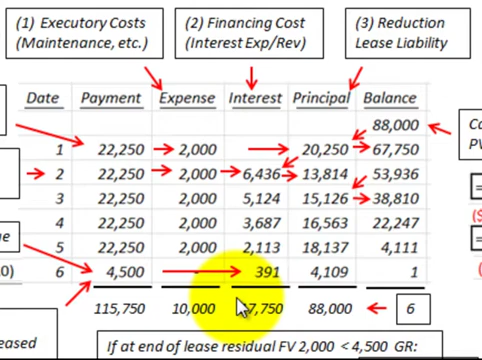 (1) Executory Costs
(Maintenance, etc.)
(2) Financing Cost
(Interest Exp/Rev)
(3) Reduction
Lease Liability
Date Payment Expense Interest Principal Balance
88,000
1 22,250 2,000 20,250 67,750
2 22,250 2,000 6,436 13,814 53,936
3 22,250 2,000 5,124 15,126 38,810
4 22,250 2,000 3,687 16,563 22,247
5 22,250 2,000 2,113 18,137 4,111
6 4,500 391 4,109 1
115,750 10,000 7,750 88,000 6
If at end of lease residual FV 2,000 < 4,500 GR: